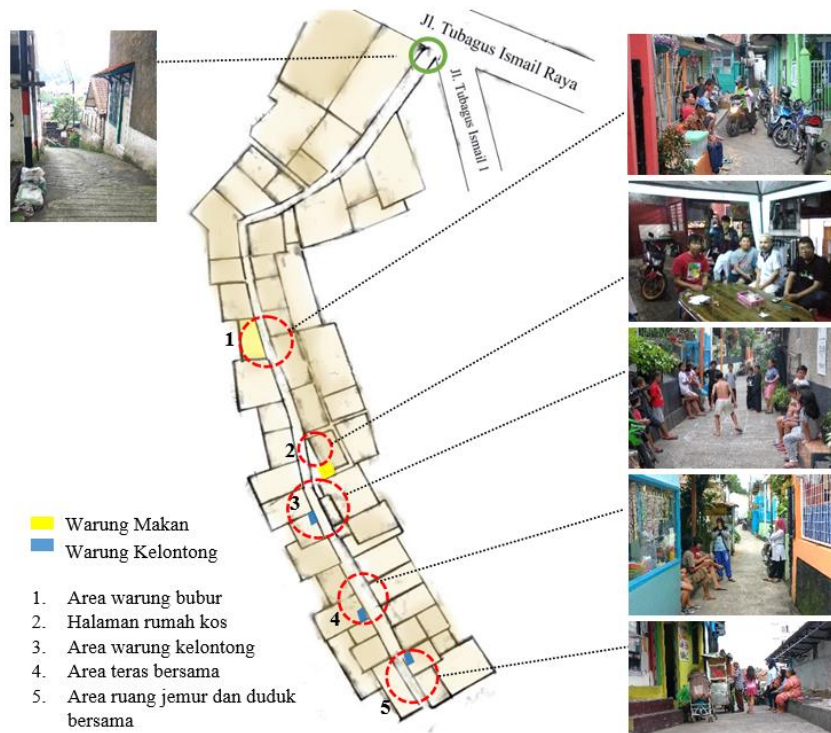 Jl. Tubagus Ismail Raya
Jl. Tubagus Ismail I
1
2
3
4
5
Warung Makan
Warung Kelontong
1. Area warung bubur
2. Halaman rumah kos
3. Area warung kelontong
4. Area teras bersama
5. Area ruang jemur dan duduk
bersama